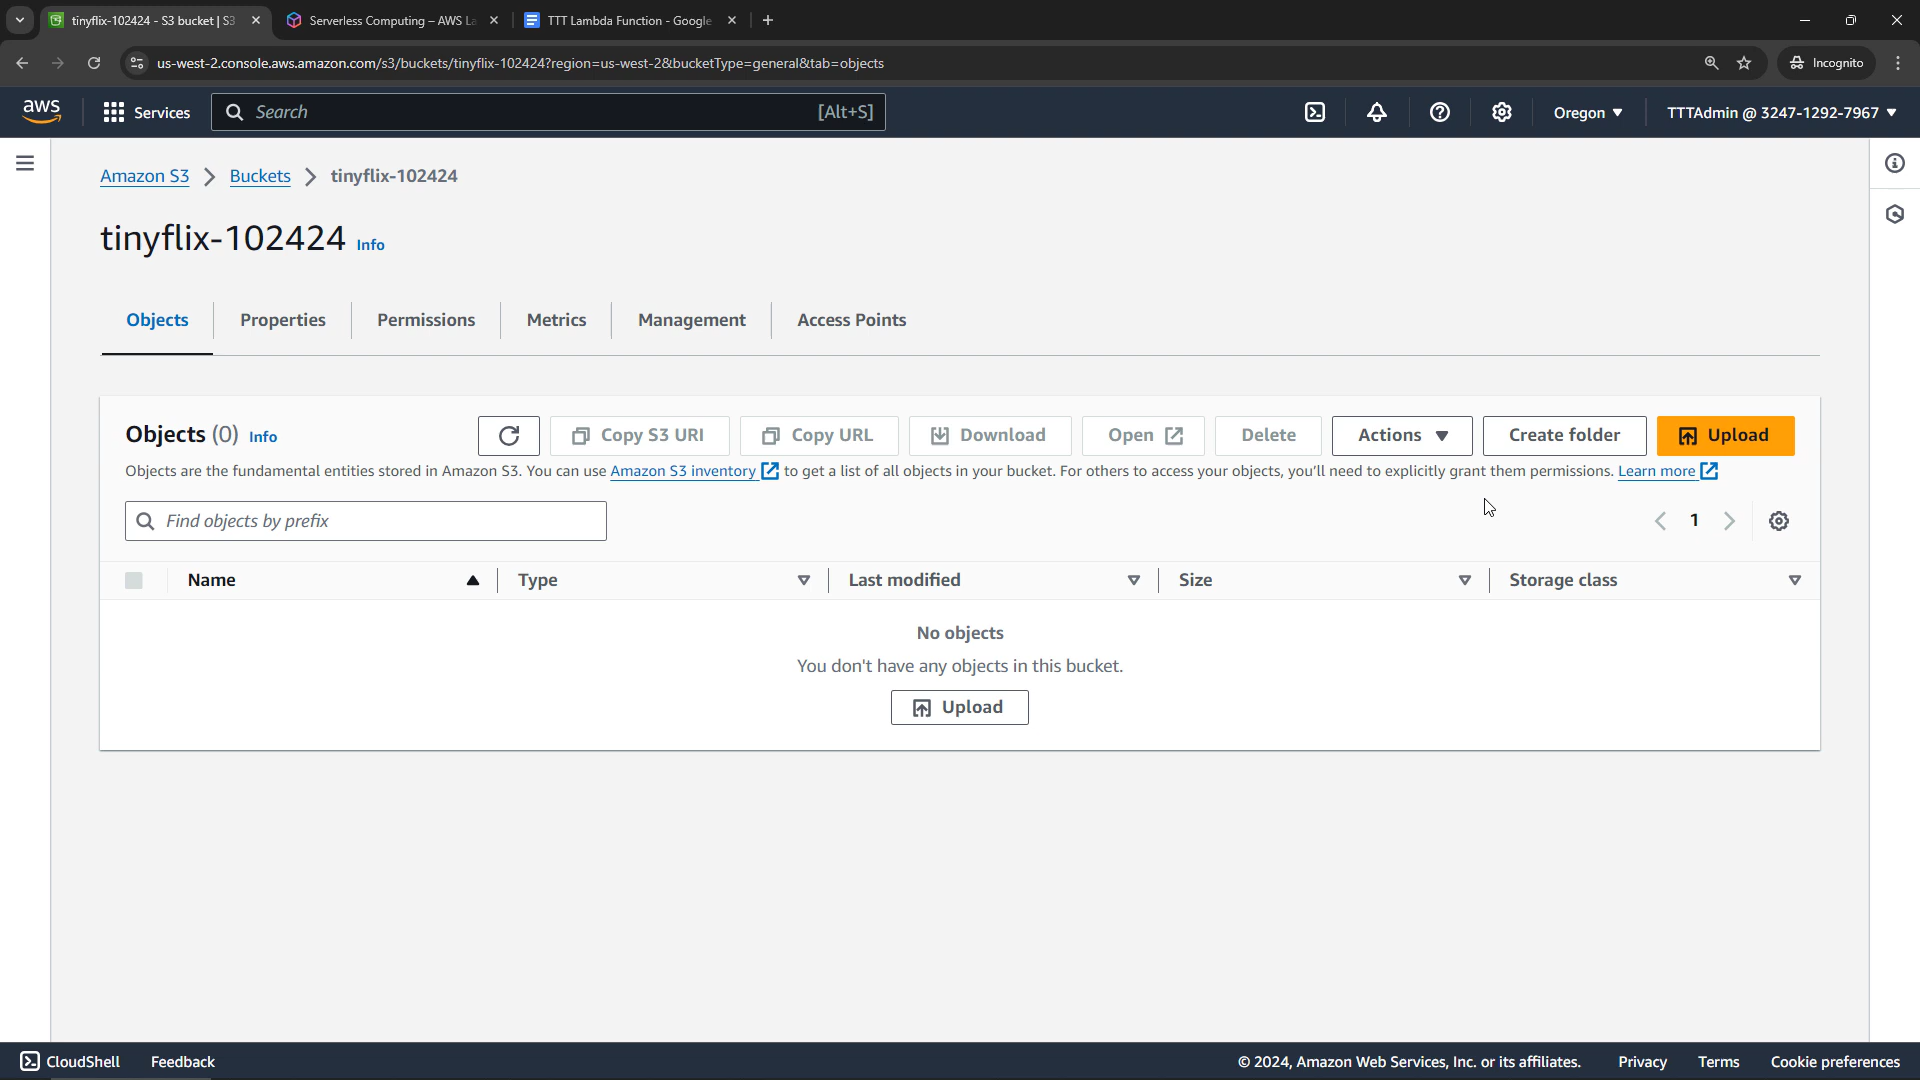 tinyflix-102424 - S3 bucket | S3
Serverless Computing – AWS La
TTT Lambda Function - Google
us-west-2.console.aws.amazon.com/s3/buckets/tinyflix-102424?region=us-west-2&bucketType=general&tab=objects
Incognito
aws
Services
Search
[Alt+S]
Oregon
TTTAdmin @ 3247-1292-7967
Amazon S3
Buckets
tinyflix-102424
tinyflix-102424 Info
Objects
Properties
Permissions
Metrics
Management
Access Points
Objects (0) Info
Copy S3 URI
Copy URL
Download
Open
Delete
Actions
Create folder
Upload
Objects are the fundamental entities stored in Amazon S3. You can use Amazon S3 inventory to get a list of all objects in your bucket. For others to access your objects, you'll need to explicitly grant them permissions. Learn more
Find objects by prefix
1
Name
Type
Last modified
Size
Storage class
No objects
You don't have any objects in this bucket.
Upload
CloudShell
Feedback
© 2024, Amazon Web Services, Inc. or its affiliates.
Privacy
Terms
Cookie preferences